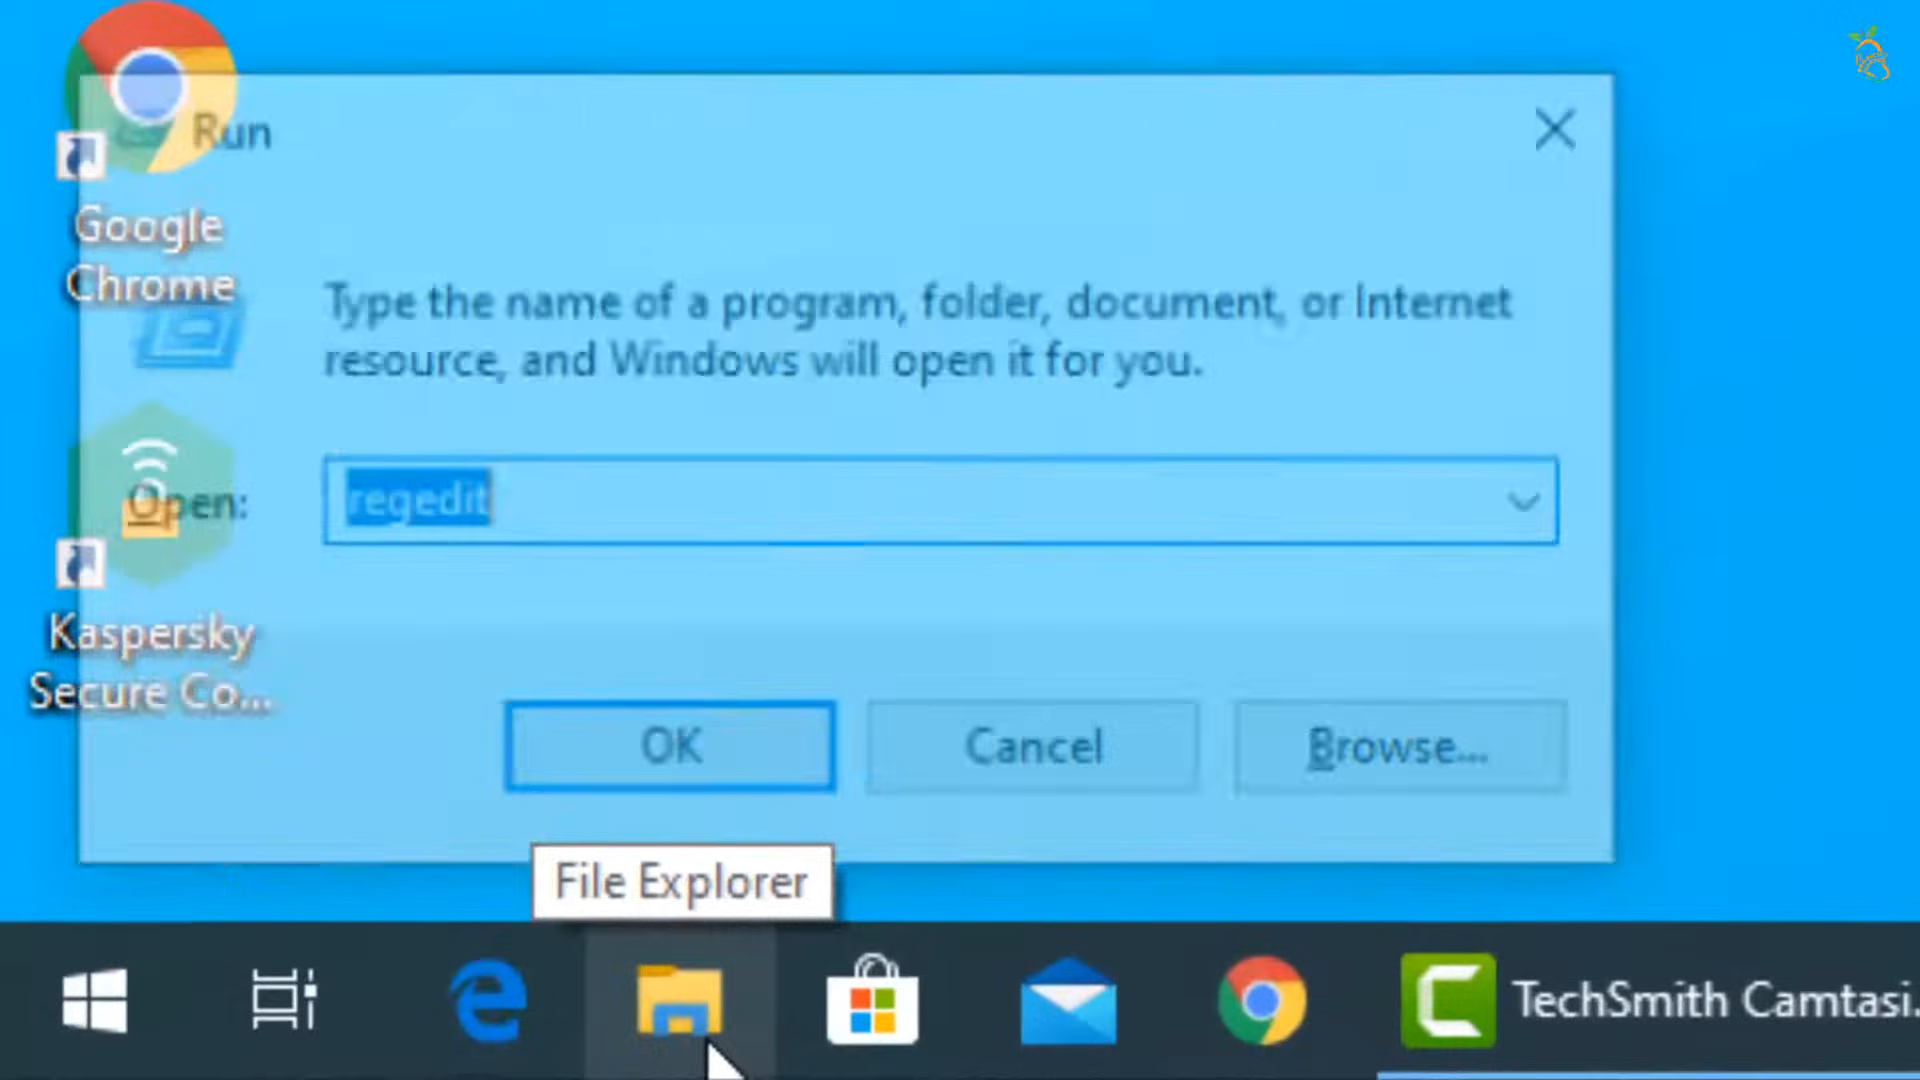 Run
Google
Chrome
Type the name of a program, folder, document, or Internet
resource, and Windows will open it for you.
Open:
regedit
Kaspersky
Secure Co...
OK
Cancel
Browse...
File Explorer
TechSmith Camtasi...